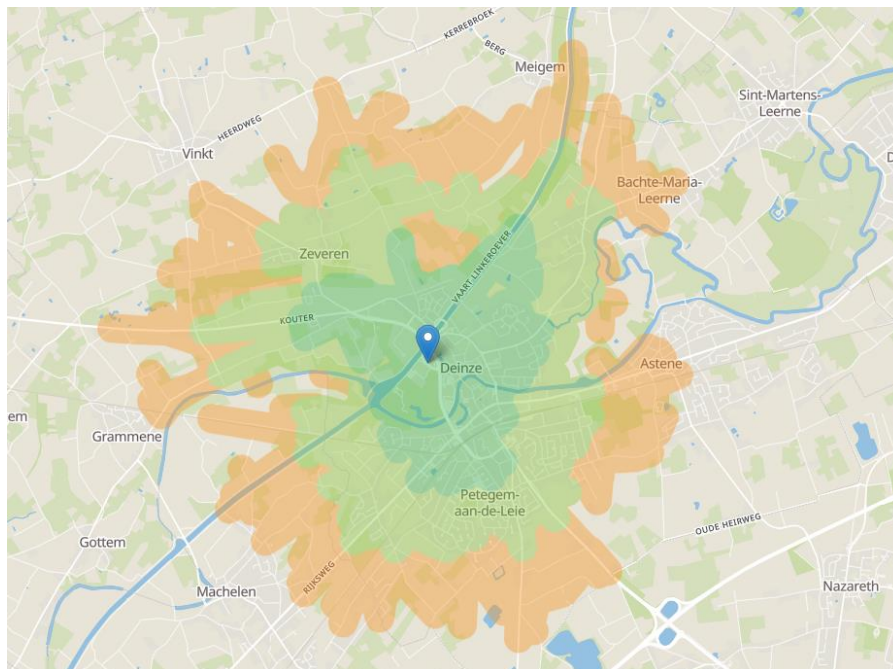 KERREBROEK
BERG
Meigem
Sint-Martens-
Leerne
HEERDWEG
Vinkt
D
Bachte-Maria-
Leerne
Zeveren
VAART LINKEROEVER
KOUTER
Deinze
Astene
em
Grammene
Petegem-
aan-de-Leie
OUDE HEIRWEG
Gottem
RIJKSWEG
Machelen
Nazareth